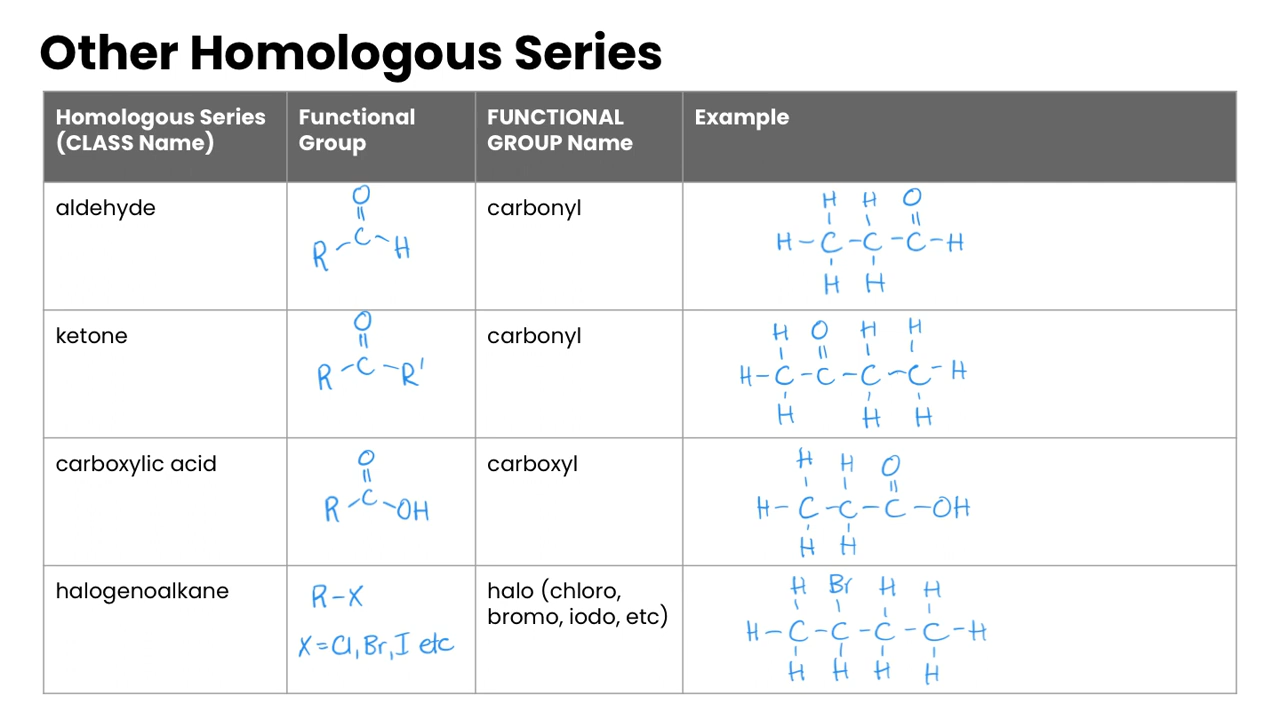 Other Homologous Series
Homologous Series
(CLASS Name)
Functional
Group
FUNCTIONAL
GROUP Name
Example
aldehyde
O
||
R-C-H
carbonyl
H H O
| | ||
H-C-C-C-H
| |
H H
ketone
O
||
R-C-R'
carbonyl
H O H H
| || | |
H-C-C-C-C-H
| | |
H H H
carboxylic acid
O
||
R-C-OH
carboxyl
H H O
| | ||
H-C-C-C-OH
| |
H H
halogenoalkane
R-X
X=Cl, Br, I etc
halo (chloro,
bromo, iodo, etc)
H Br H H
| | | |
H-C-C-C-C-H
| | | |
H H H H